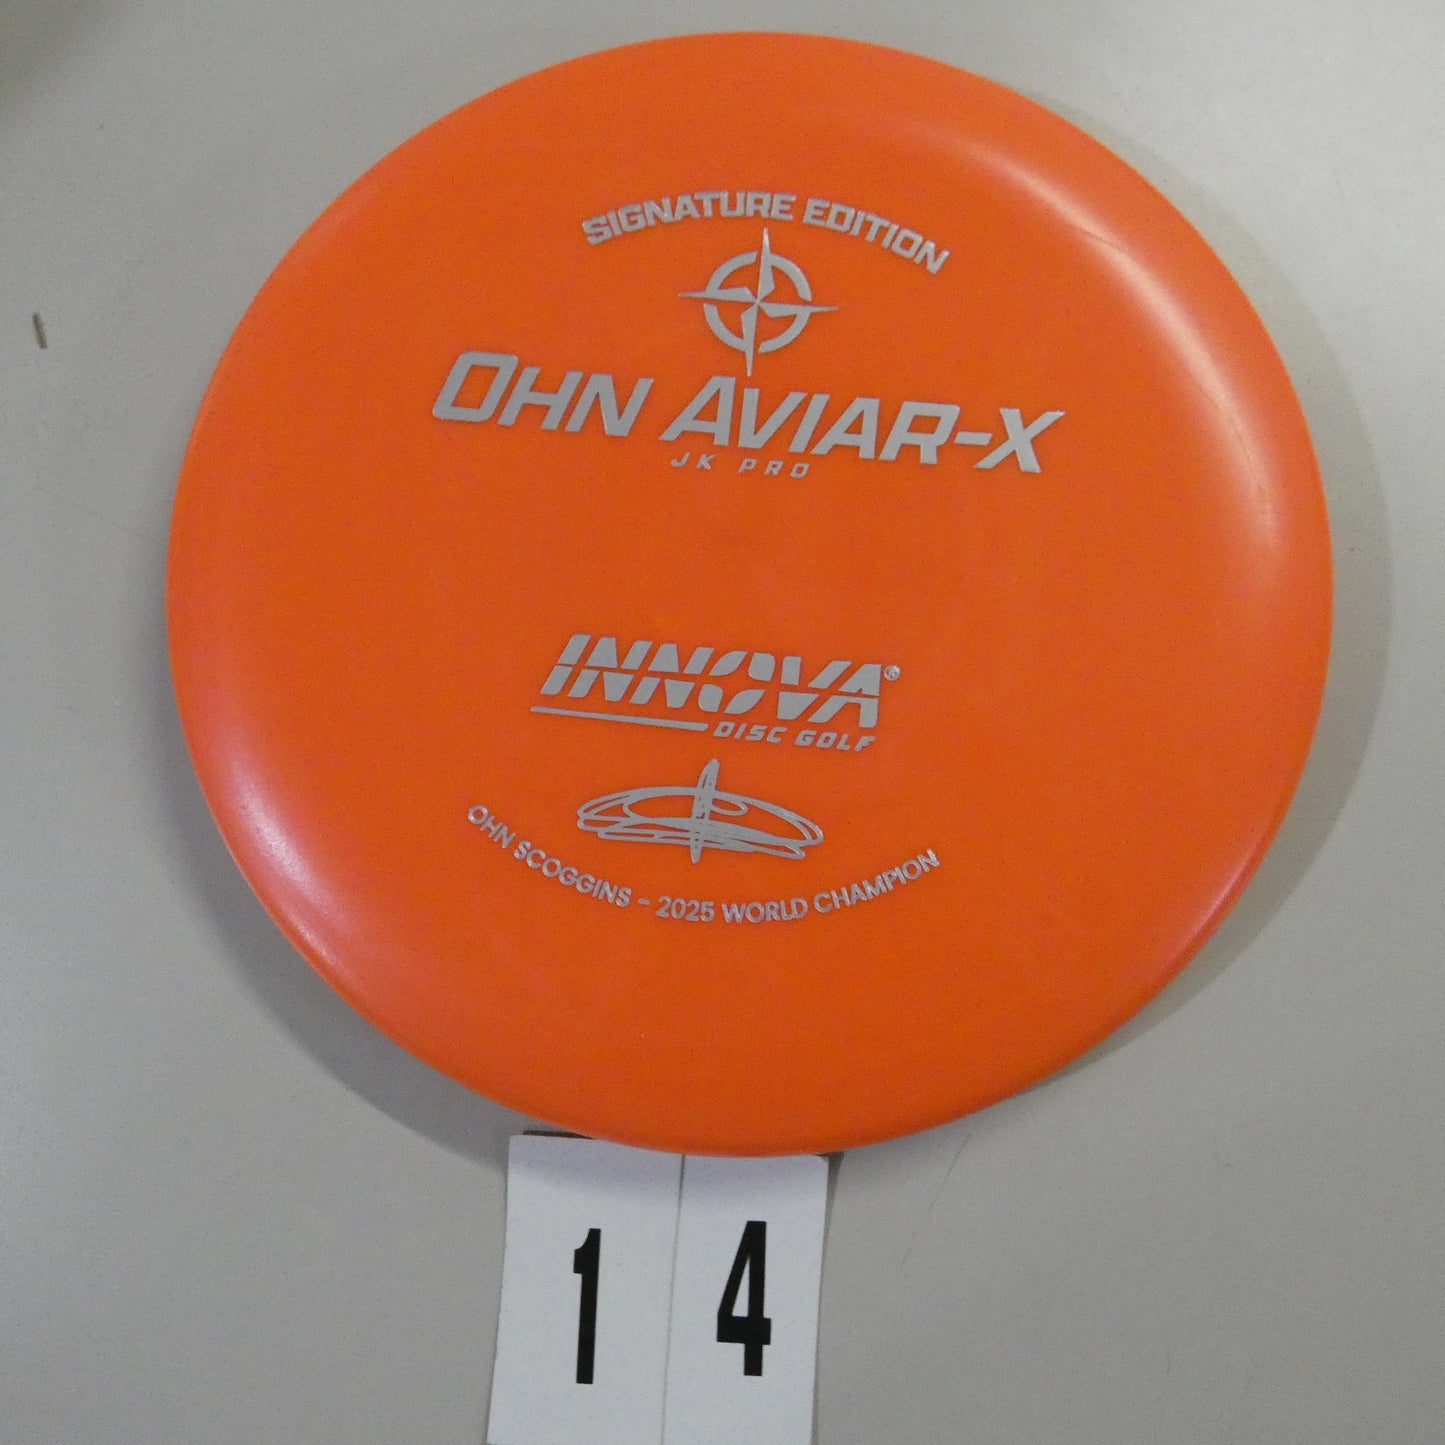 SIGNATURE EDITION
OHN AVIAR-X
JK PRO
INNOVA®
DISC GOLF
OHN SCOGGINS - 2025 WORLD CHAMPION
1 4